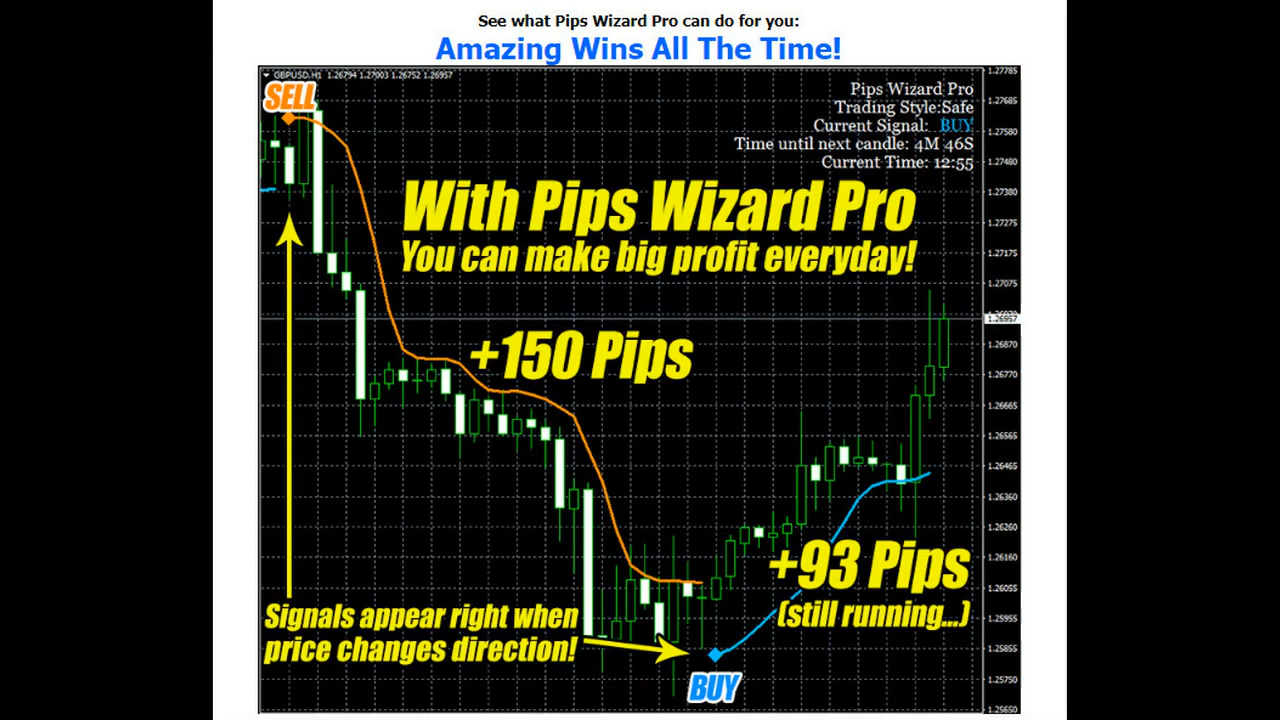 See what Pips Wizard Pro can do for you:
Amazing Wins All The Time!
GBPUSD,H1 1.26794 1.27003 1.26752 1.26957
SELL
Pips Wizard Pro
Trading Style:Safe
Current Signal: BUY
Time until next candle: 4M 46S
Current Time: 12:55
With Pips Wizard Pro
You can make big profit everyday!
+150 Pips
+93 Pips
(still running...)
Signals appear right when
price changes direction!
BUY
1.27785
1.27685
1.27580
1.27480
1.27380
1.27275
1.27175
1.27075
1.26957
1.26870
1.26770
1.26665
1.26565
1.26465
1.26360
1.26260
1.26160
1.26055
1.25955
1.25855
1.25750
1.25650